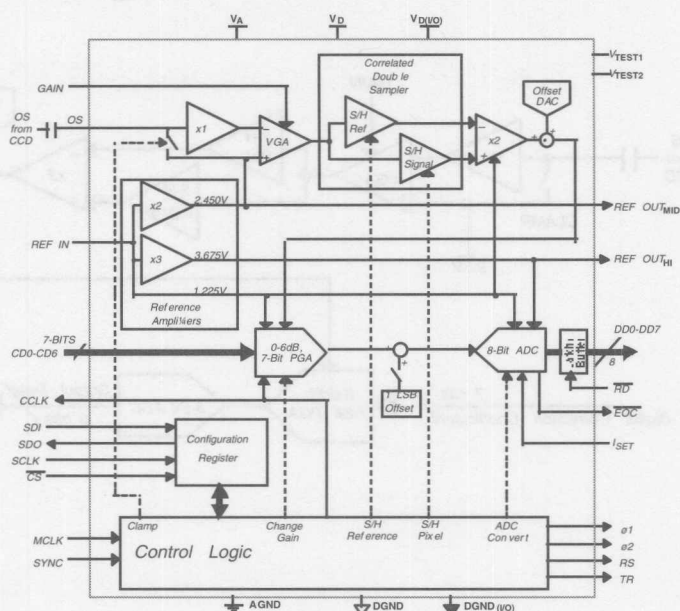 VA VD VD(I/O)
VTEST1
VTEST2
Correlated
Double
Sampler
Offset
DAC
GAIN
OS
from
CCD
OS
x1
VGA
S/H
Ref
S/H
Signal
x2
x2
2.450V
REF OUTMID
REF IN
x3
3.675V
REF OUTHI
1.225V
Reference
Ampli¼ers
7-BITS
CD0-CD6
0-6dB,
7-Bit PGA
8-Bit ADC
DD0-DD7
8
1 LSB
Offset
RD
CCLK
EOC
SDI
SDO
SCLK
CS
Configuration
Register
ISET
Clamp
Change
Gain
S/H
Reference
S/H
Pixel
ADC
Convert
Control Logic
MCLK
SYNC
ø1
ø2
RS
TR
AGND DGND DGND(I/O)